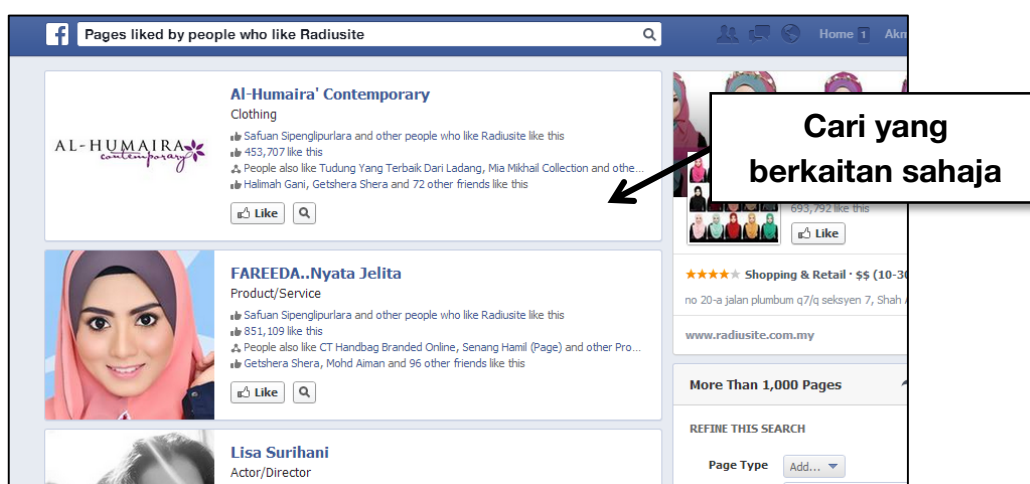 Pages liked by people who like Radiusite
Home 1
Al-Humaira' Contemporary
Clothing
Safuan Sipenglipurlara and other people who like Radiusite like this
453,707 like this
People also like Tudung Yang Terbaik Dari Ladang, Mia Mikhail Collection and othe...
Halimah Gani, Getshera Shera and 72 other friends like this
Like
AL-HUMAIRA
contemporary
FAREEDA..Nyata Jelita
Product/Service
Safuan Sipenglipurlara and other people who like Radiusite like this
851,109 like this
People also like CT Handbag Branded Online, Senang Hamil (Page) and other Pro...
Getshera Shera, Mohd Aiman and 96 other friends like this
Like
Lisa Surihani
Actor/Director
Cari yang
berkaitan sahaja
693,792 like this
Like
Shopping & Retail · $$ (10-30
no 20-a jalan plumbum q7/q seksyen 7, Shah
www.radiusite.com.my
More Than 1,000 Pages
REFINE THIS SEARCH
Page Type Add...